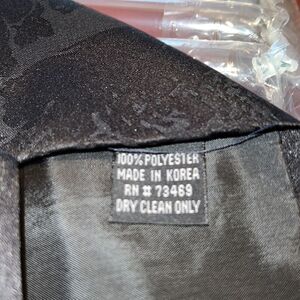 100% POLYESTER
MADE IN KOREA
RN # 73469
DRY CLEAN ONLY